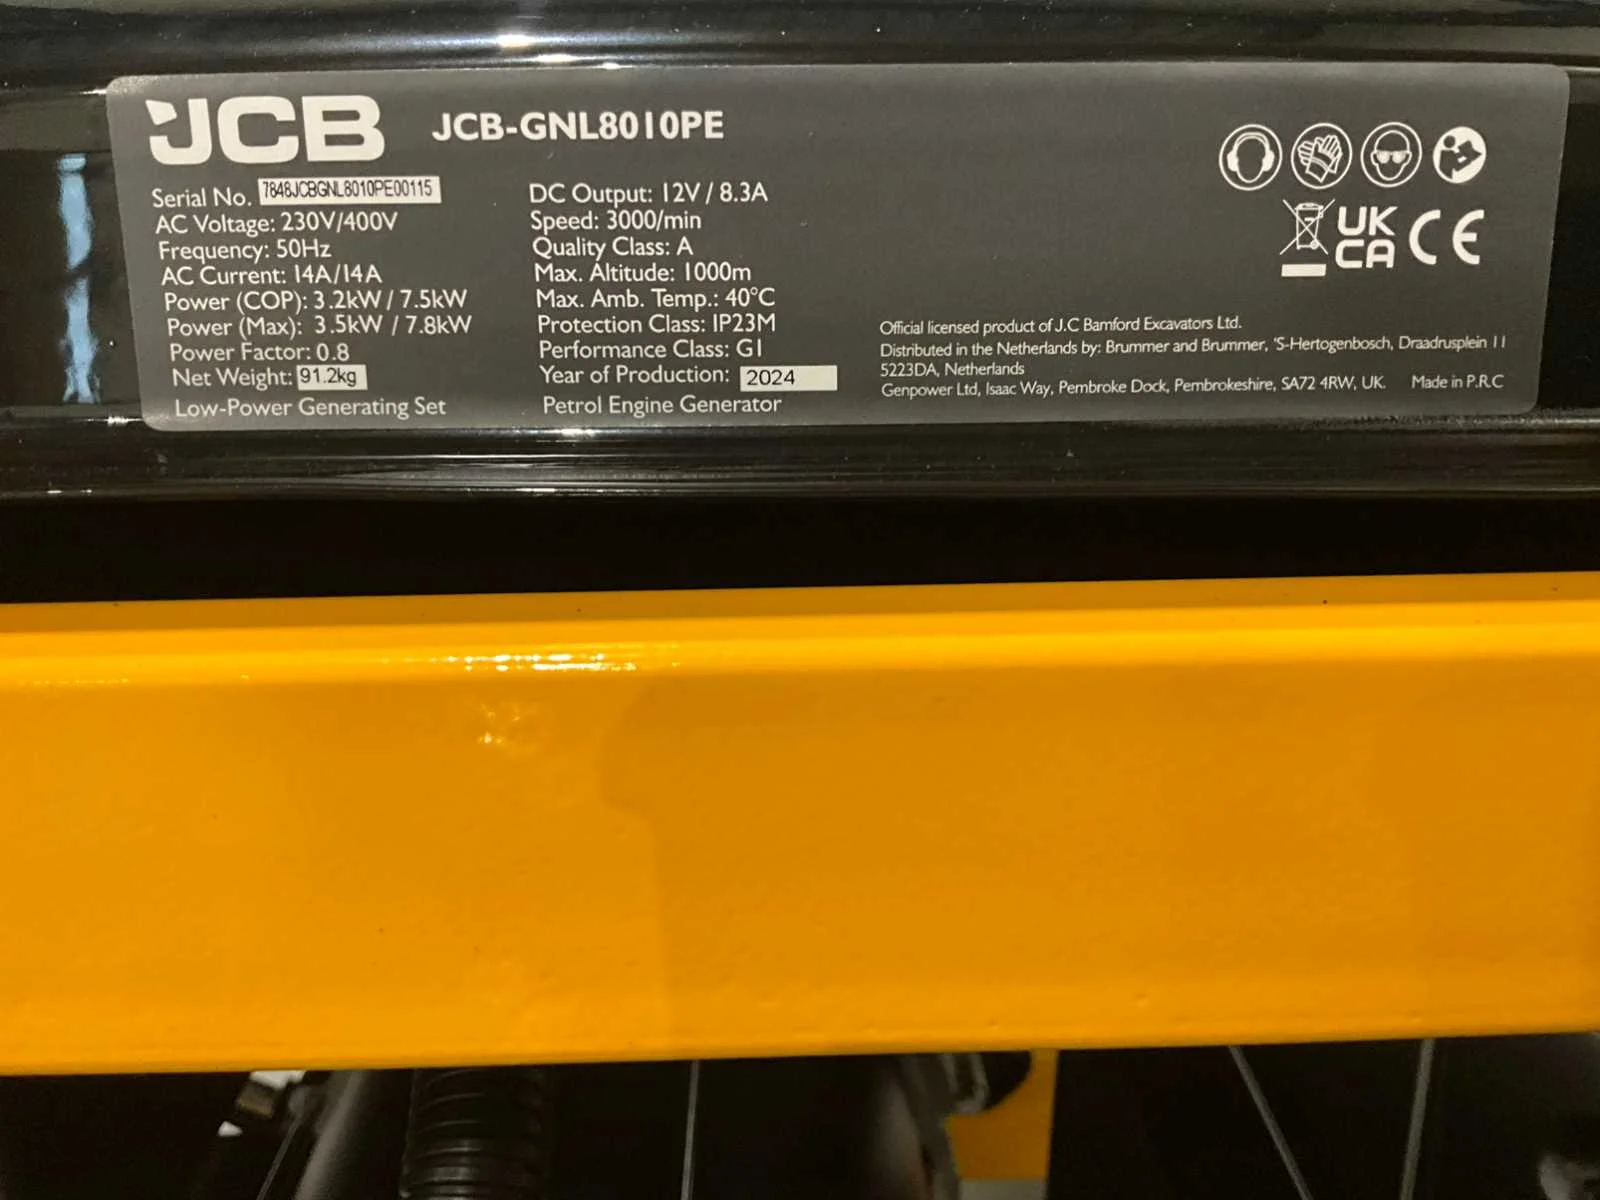 JCB
JCB-GNL8010PE
Serial No. 7848JCBGNL8010PE00115
AC Voltage: 230V/400V
Frequency: 50Hz
AC Current: 14A/14A
Power (COP): 3.2kW / 7.5kW
Power (Max): 3.5kW / 7.8kW
Power Factor: 0.8
Net Weight: 91.2kg
Low-Power Generating Set
DC Output: 12V / 8.3A
Speed: 3000/min
Quality Class: A
Max. Altitude: 1000m
Max. Amb. Temp.: 40°C
Protection Class: IP23M
Performance Class: G1
Year of Production: 2024
Petrol Engine Generator
UK
CA
CE
Official licensed product of J.C Bamford Excavators Ltd.
Distributed in the Netherlands by: Brummer and Brummer, 'S-Hertogenbosch, Draadrusplein 11
5223DA, Netherlands
Genpower Ltd, Isaac Way, Pembroke Dock, Pembrokeshire, SA72 4RW, UK. Made in P.R.C